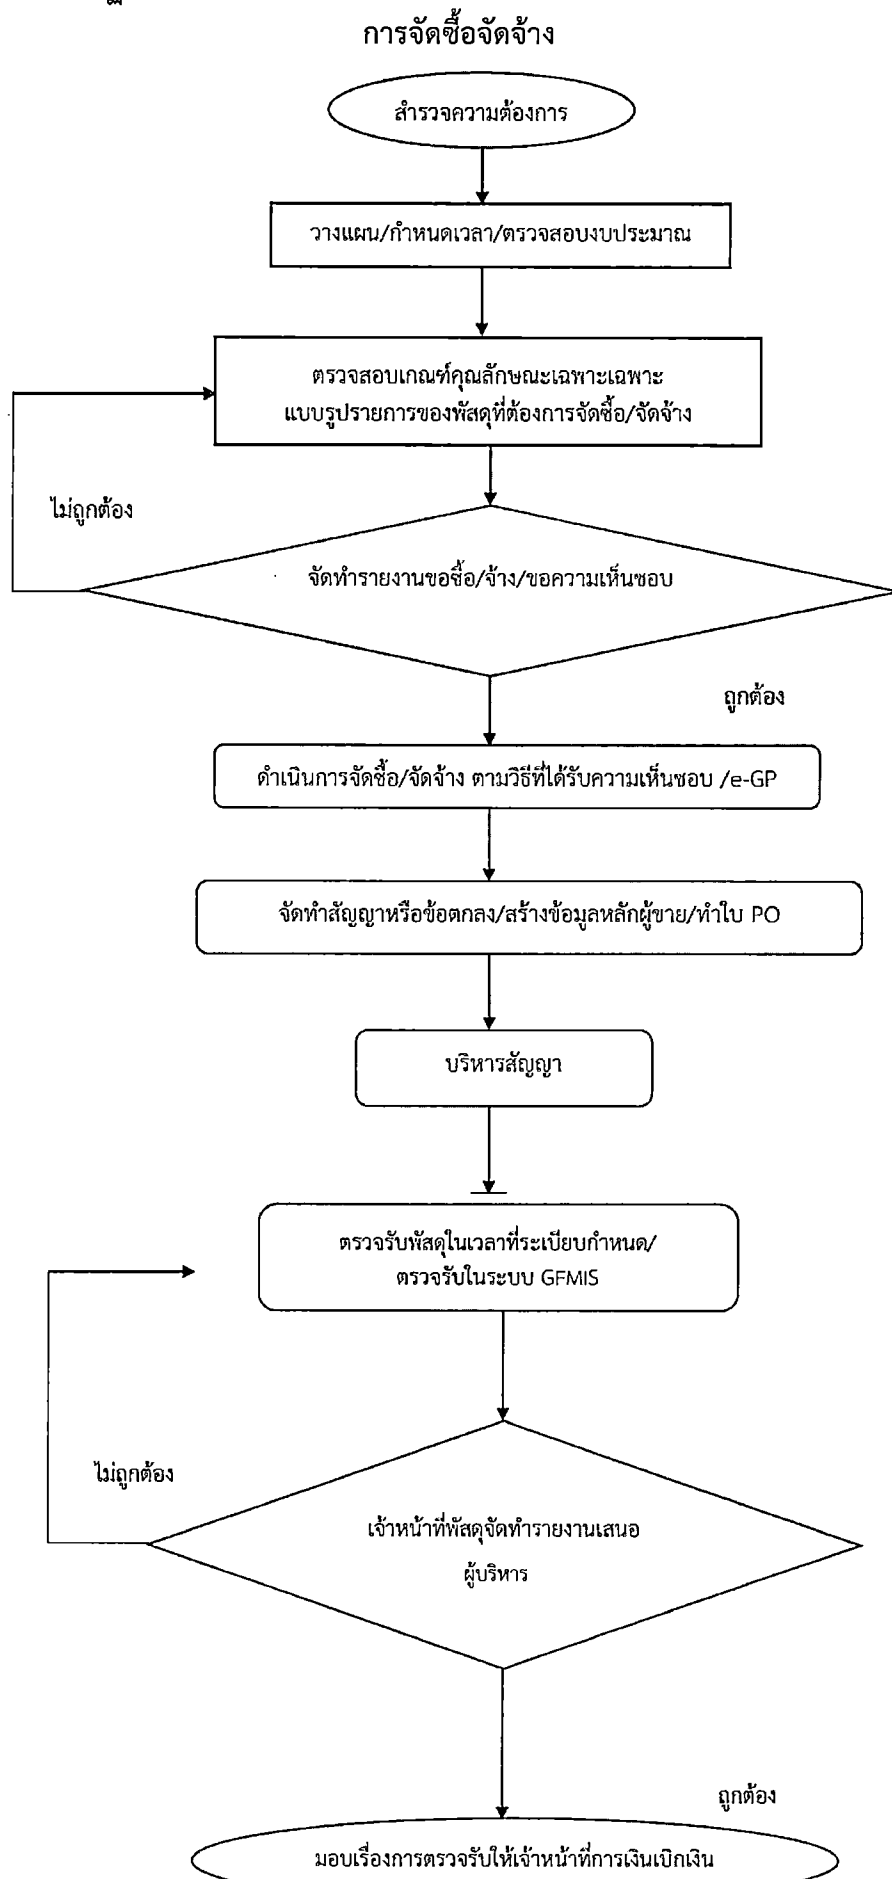 การจัดซื้อจัดจ้าง
สำรวจความต้องการ
วางแผน/กำหนดเวลา/ตรวจสอบงบประมาณ
ตรวจสอบเกณฑ์คุณลักษณะเฉพาะเฉพาะ
แบบรูปรายการของพัสดุที่ต้องการจัดซื้อ/จัดจ้าง
ไม่ถูกต้อง
จัดทำรายงานขอซื้อ/จ้าง/ขอความเห็นชอบ
ถูกต้อง
ดำเนินการจัดซื้อ/จัดจ้าง ตามวิธีที่ได้รับความเห็นชอบ /e-GP
จัดทำสัญญาหรือข้อตกลง/สร้างข้อมูลหลักผู้ขาย/ทำใบ PO
บริหารสัญญา
ตรวจรับพัสดุในเวลาที่ระเบียบกำหนด/
ตรวจรับในระบบ GFMIS
ไม่ถูกต้อง
เจ้าหน้าที่พัสดุจัดทำรายงานเสนอ
ผู้บริหาร
ถูกต้อง
มอบเรื่องการตรวจรับให้เจ้าหน้าที่การเงินเบิกเงิน